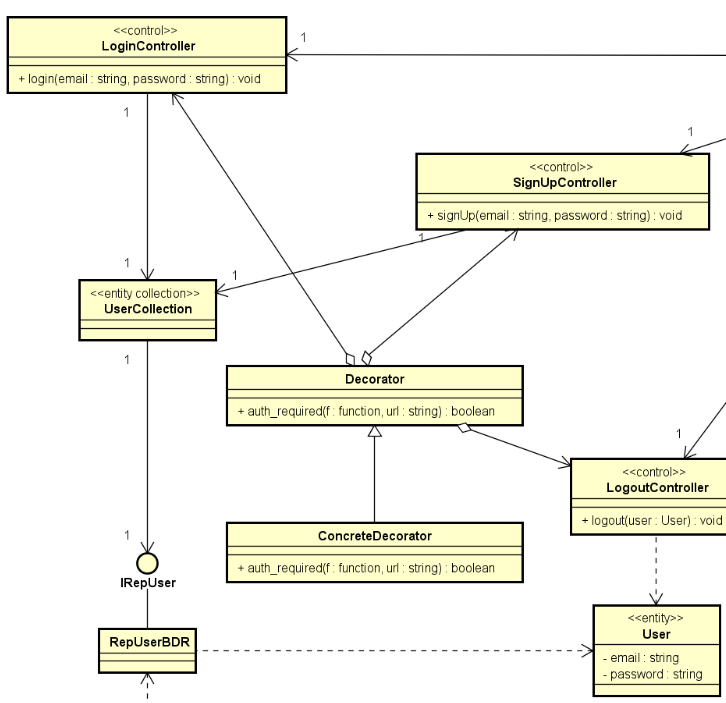 <<control>>
LoginController
+ login(email : string, password : string) : void
1
1
1
<<control>>
SignUpController
+ signUp(email : string, password : string) : void
1
1
1
<<entity collection>>
UserCollection
1
Decorator
+ auth_required(f : function, url : string) : boolean
1
<<control>>
LogoutController
+ logout(user : User) : void
ConcreteDecorator
+ auth_required(f : function, url : string) : boolean
1
IRepUser
RepUserBDR
<<entity>>
User
- email : string
- password : string